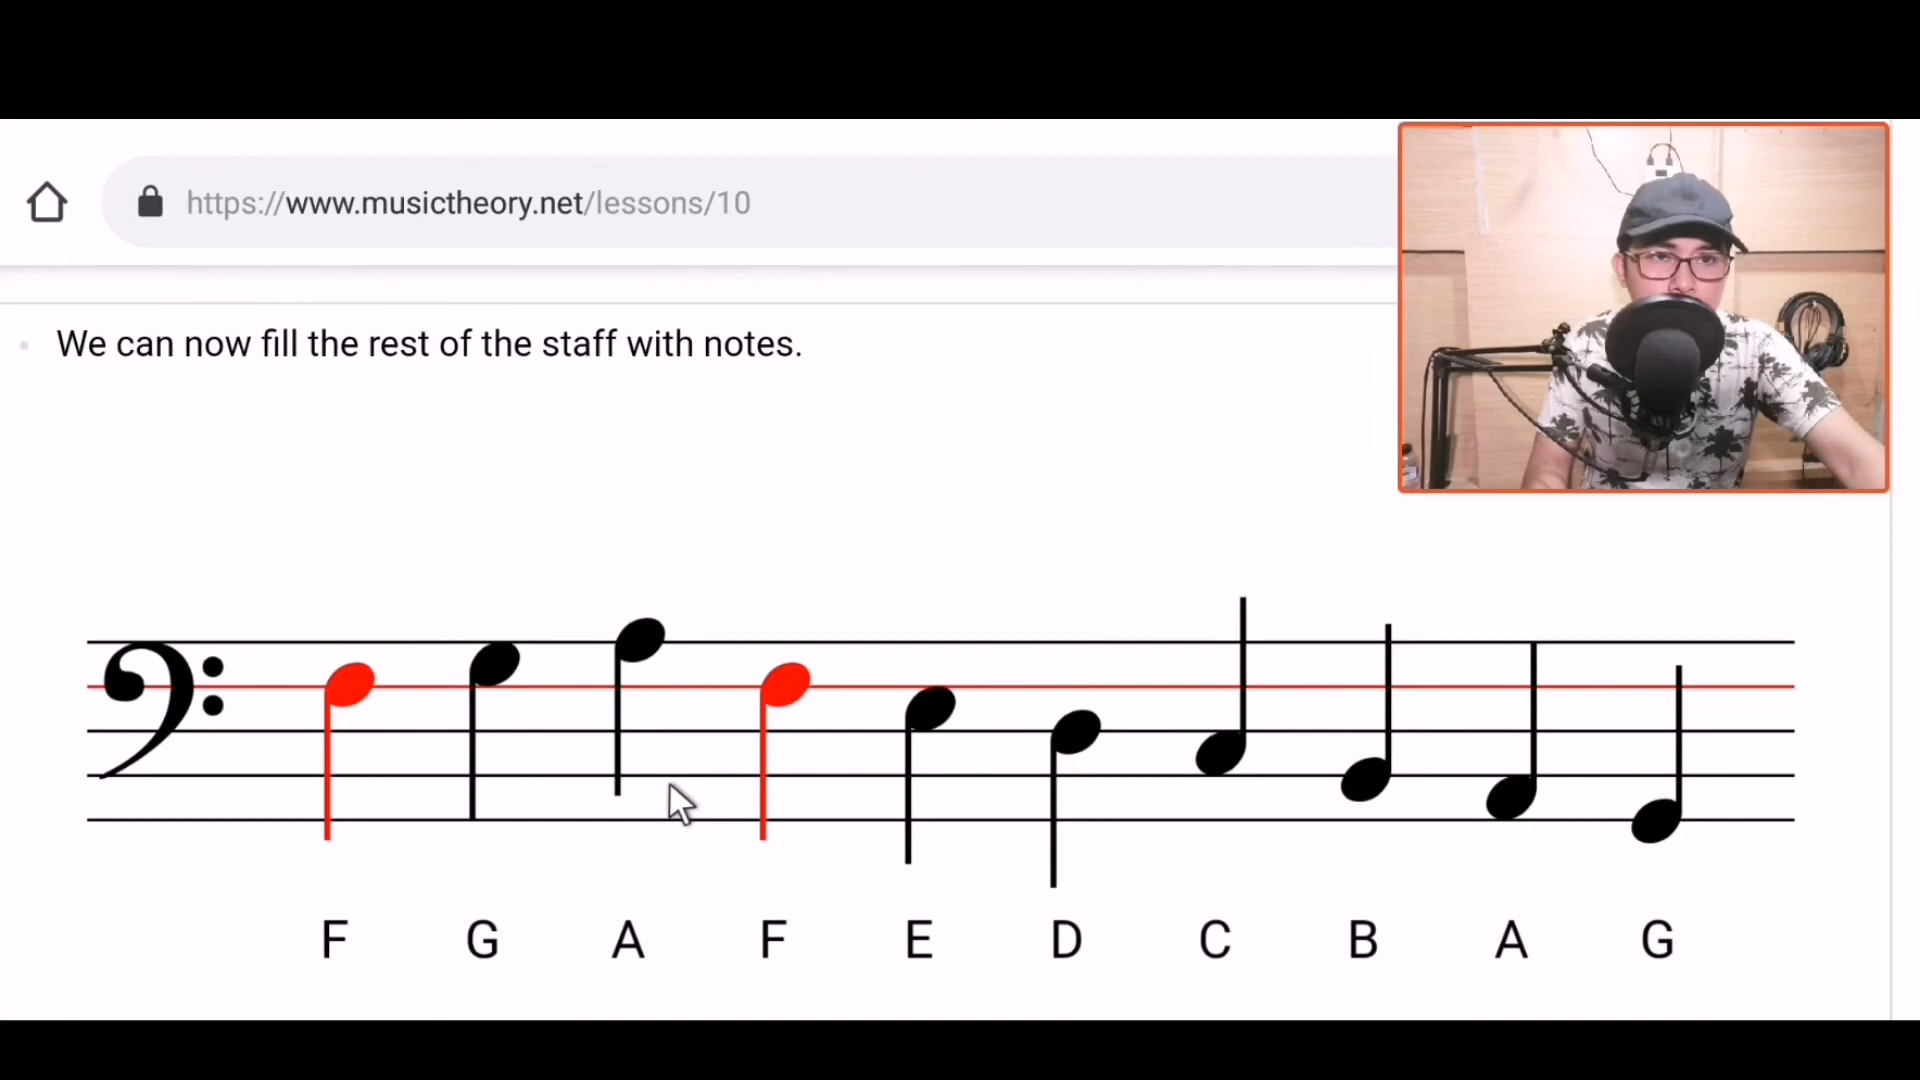 https://www.musictheory.net/lessons/10
We can now fill the rest of the staff with notes.
F G A F E D C B A G